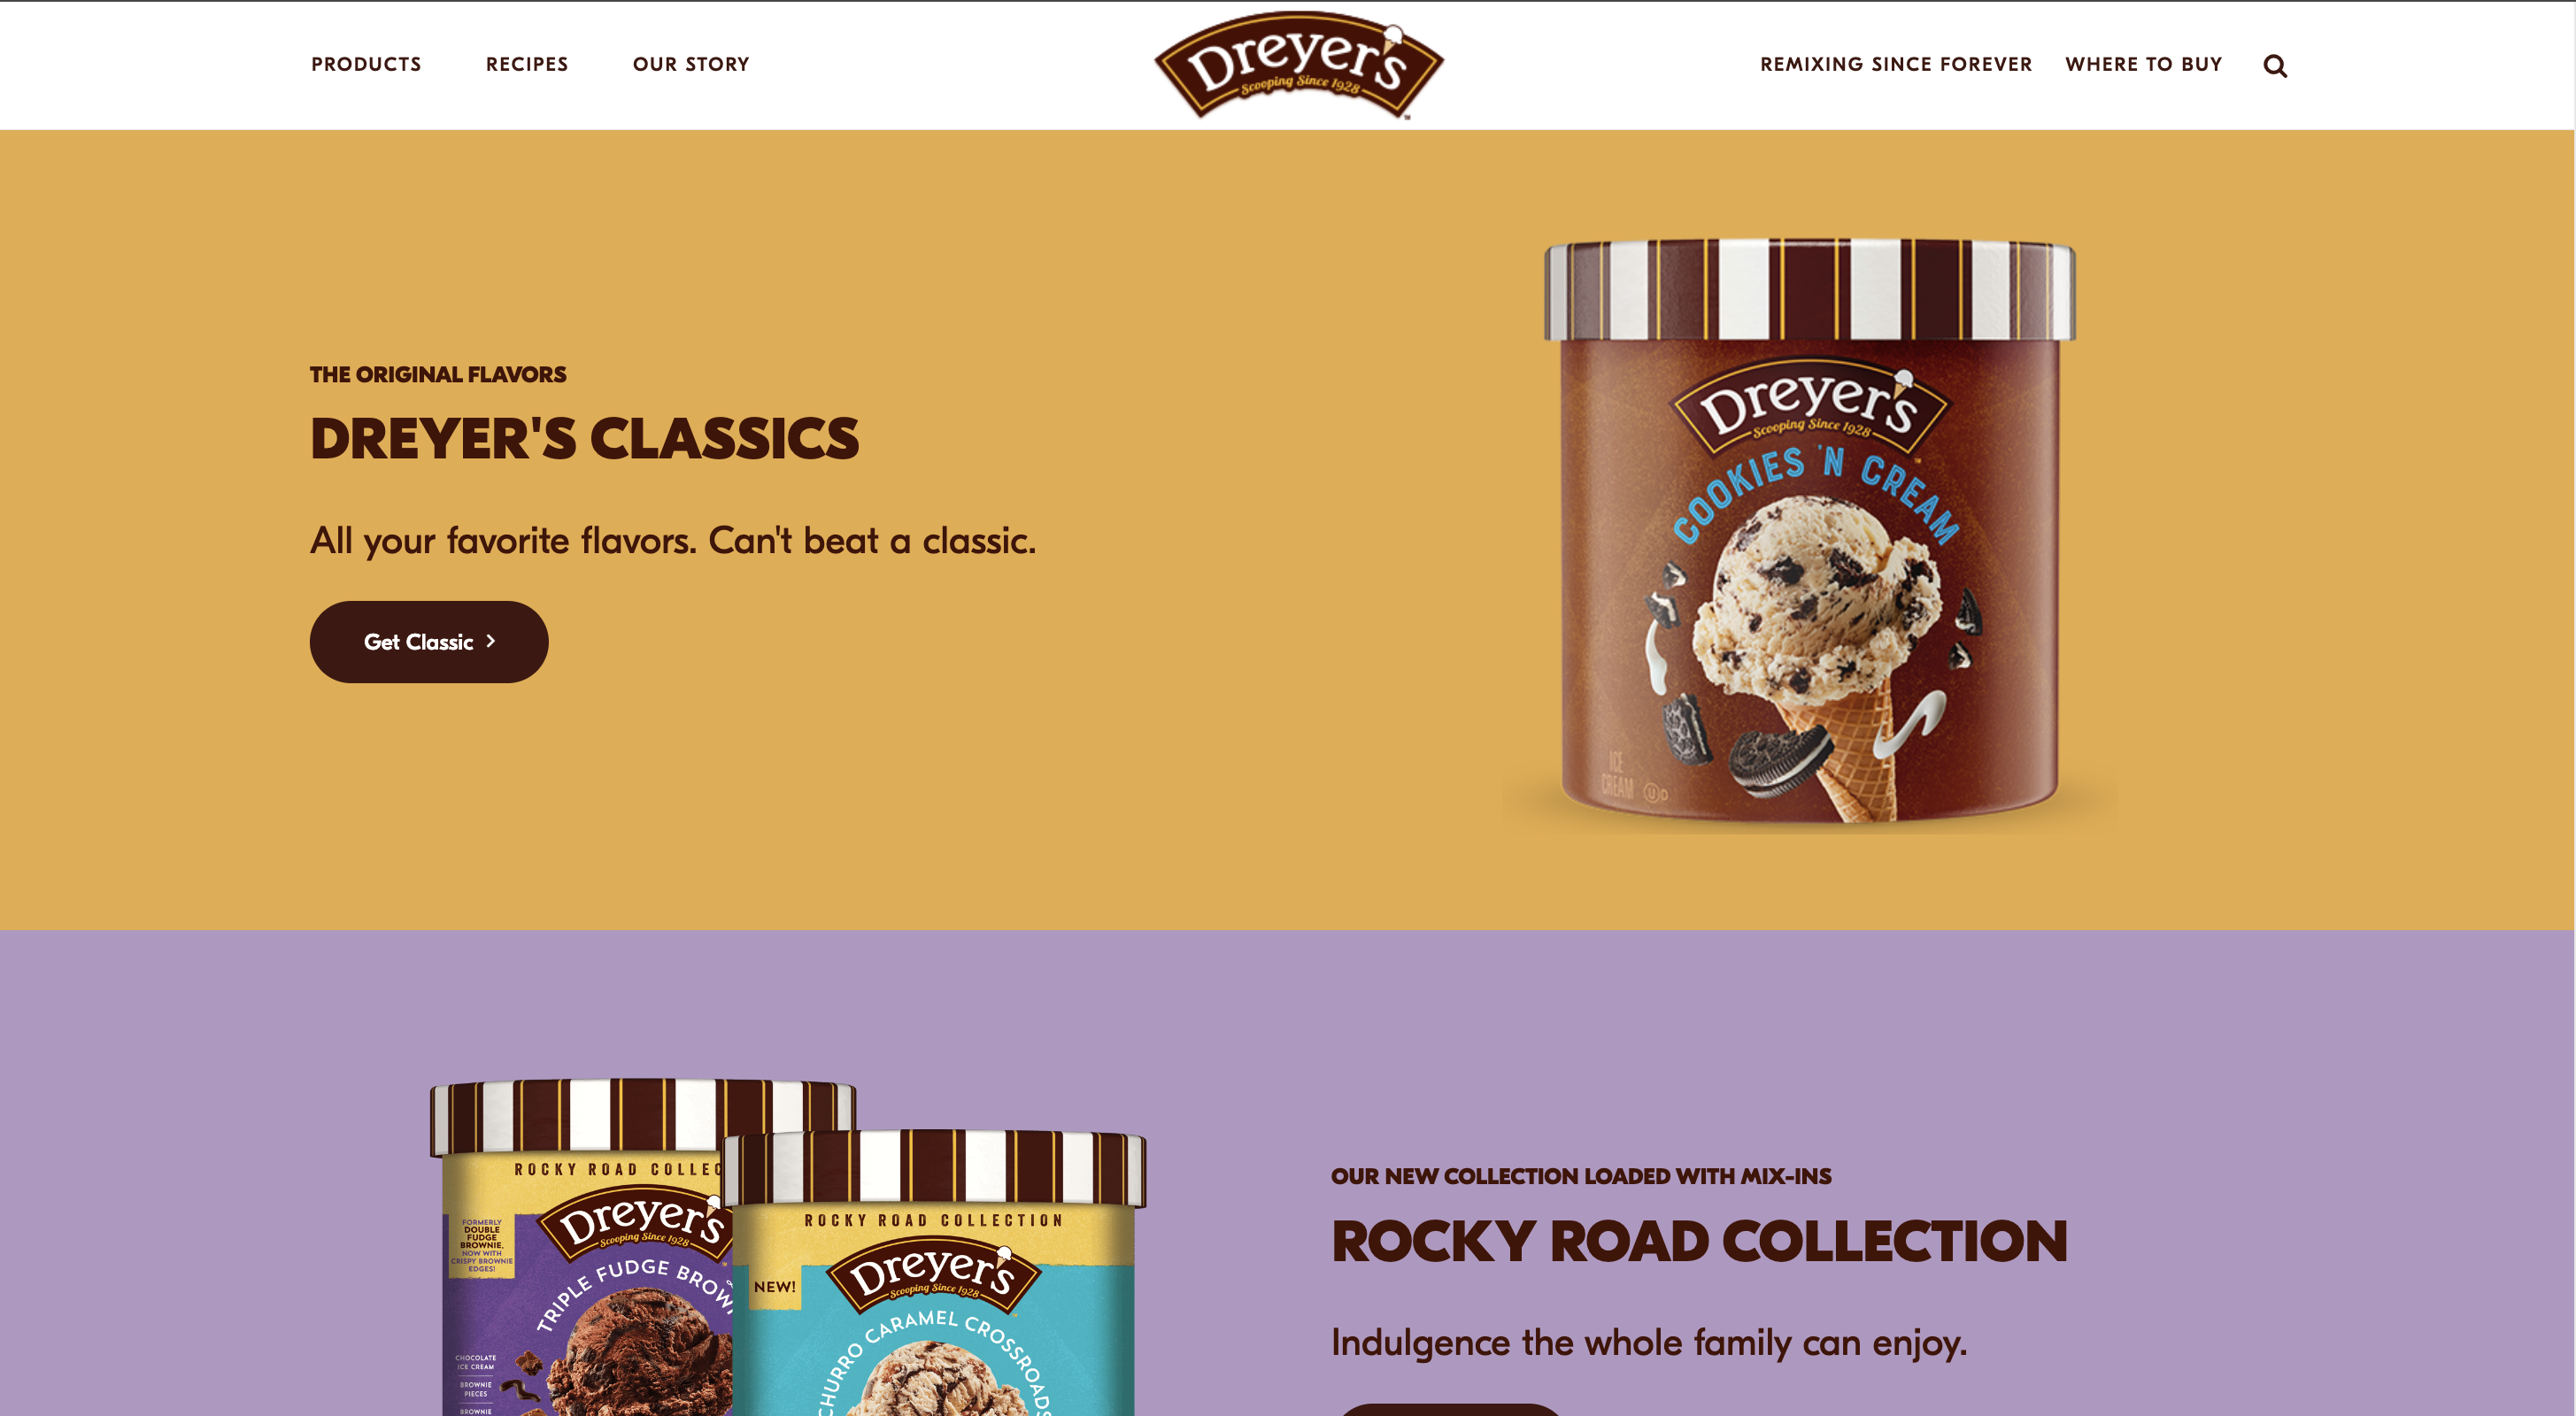 PRODUCTS
RECIPES
OUR STORY
Dreyer's
Scooping Since 1928
™
REMIXING SINCE FOREVER
WHERE TO BUY
THE ORIGINAL FLAVORS
DREYER'S CLASSICS
All your favorite flavors. Can't beat a classic.
Get Classic
Dreyer's
Scooping Since 1928
COOKIES 'N CREAM
ICE
CREAM
U D
ROCKY ROAD COLLEC
Dreyer's
Scooping Since 1928
FORMERLY
DOUBLE
FUDGE
BROWNIE,
NOW WITH
CRISPY BROWNIE
EDGES!
TRIPLE FUDGE BROW
CHOCOLATE
ICE CREAM
BROWNIE
PIECES
BROWNIE
ROCKY ROAD COLLECTION
Dreyer's
Scooping Since 1928
NEW!
CHURRO CARAMEL CROSSROADS
OUR NEW COLLECTION LOADED WITH MIX-INS
ROCKY ROAD COLLECTION
Indulgence the whole family can enjoy.